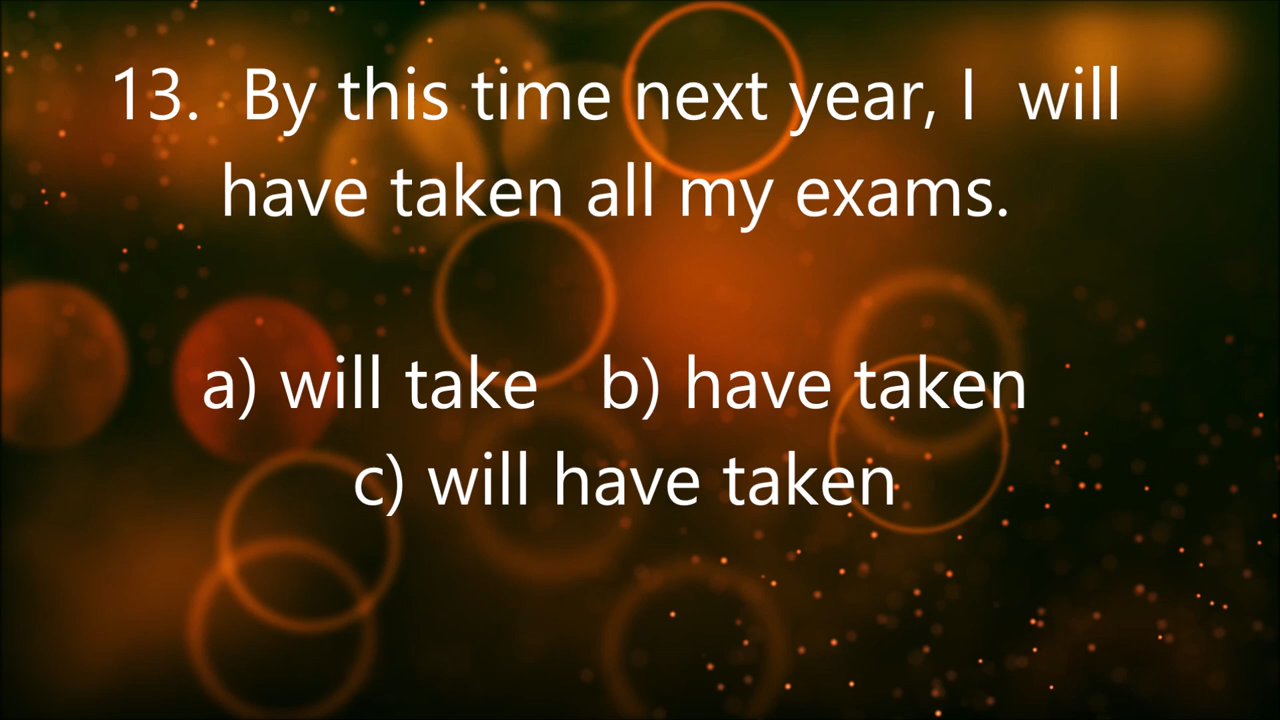 13. By this time next year, I will
have taken all my exams.
a) will take b) have taken
c) will have taken